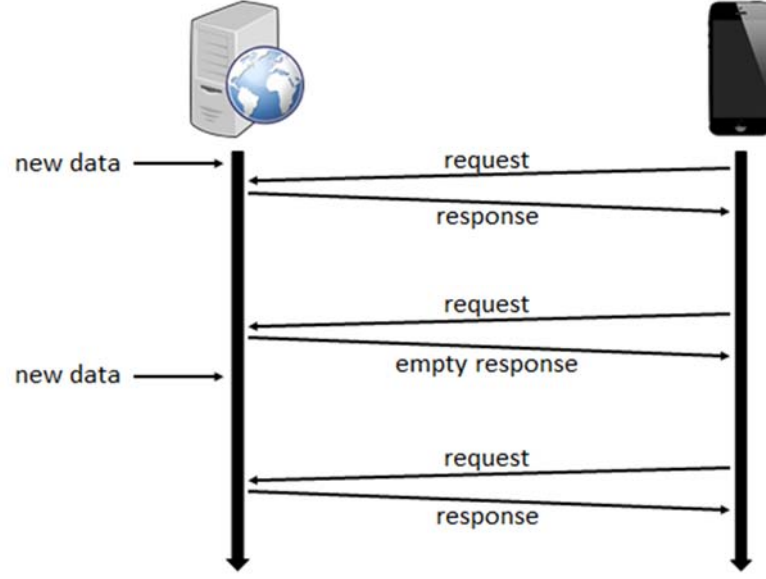 new data
request
response
request
empty response
new data
request
response